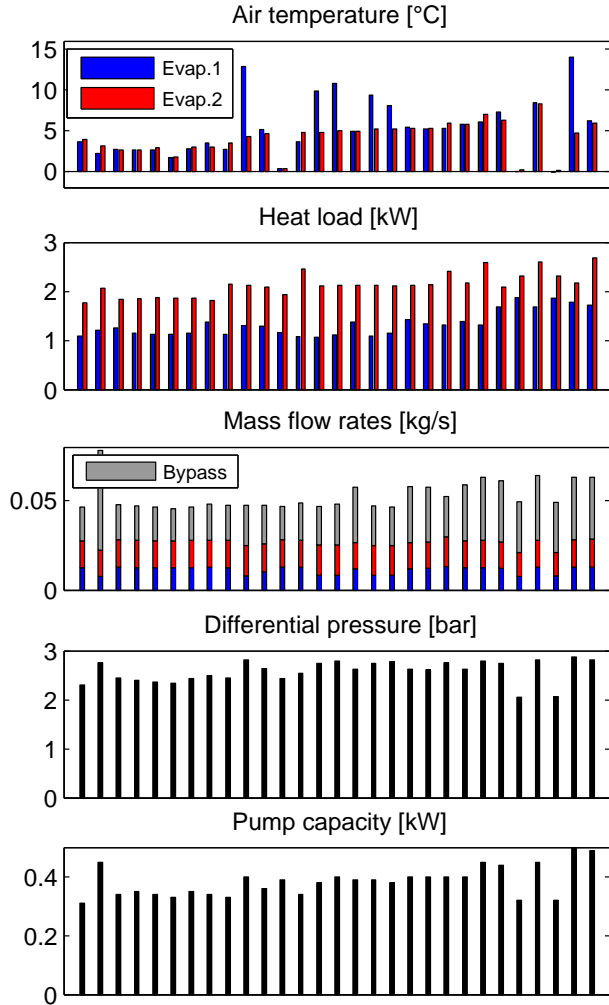 Air temperature [°C]
15
10
5
0
Evap.1
Evap.2
Heat load [kW]
3
2
1
0
Mass flow rates [kg/s]
0.05
0
Bypass
Differential pressure [bar]
3
2
1
0
Pump capacity [kW]
0.4
0.2
0